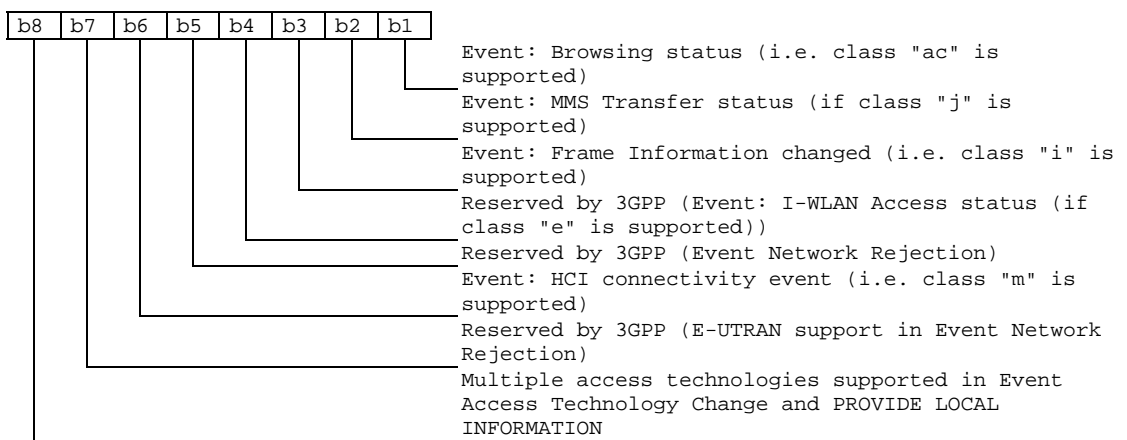 b8 b7 b6 b5 b4 b3 b2 b1
Event: Browsing status (i.e. class "ac" is
supported)
Event: MMS Transfer status (if class "j" is
supported)
Event: Frame Information changed (i.e. class "i" is
supported)
Reserved by 3GPP (Event: I-WLAN Access status (if
class "e" is supported))
Reserved by 3GPP (Event Network Rejection)
Event: HCI connectivity event (i.e. class "m" is
supported)
Reserved by 3GPP (E-UTRAN support in Event Network
Rejection)
Multiple access technologies supported in Event
Access Technology Change and PROVIDE LOCAL
INFORMATION